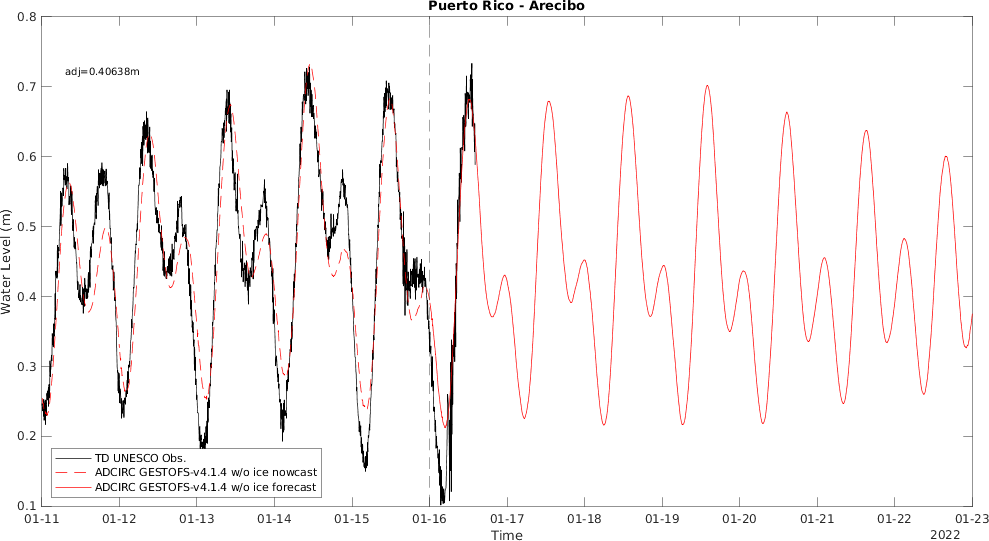 Puerto Rico - Arecibo
0.8
0.7
0.6
0.5
0.4
0.3
0.2
0.1
Water Level (m)
adj=0.40638m
TD UNESCO Obs.
ADCIRC GESTOFS-v4.1.4 w/o ice nowcast
ADCIRC GESTOFS-v4.1.4 w/o ice forecast
01-11 01-12 01-13 01-14 01-15 01-16 01-17 01-18 01-19 01-20 01-21 01-22 01-23
Time
2022